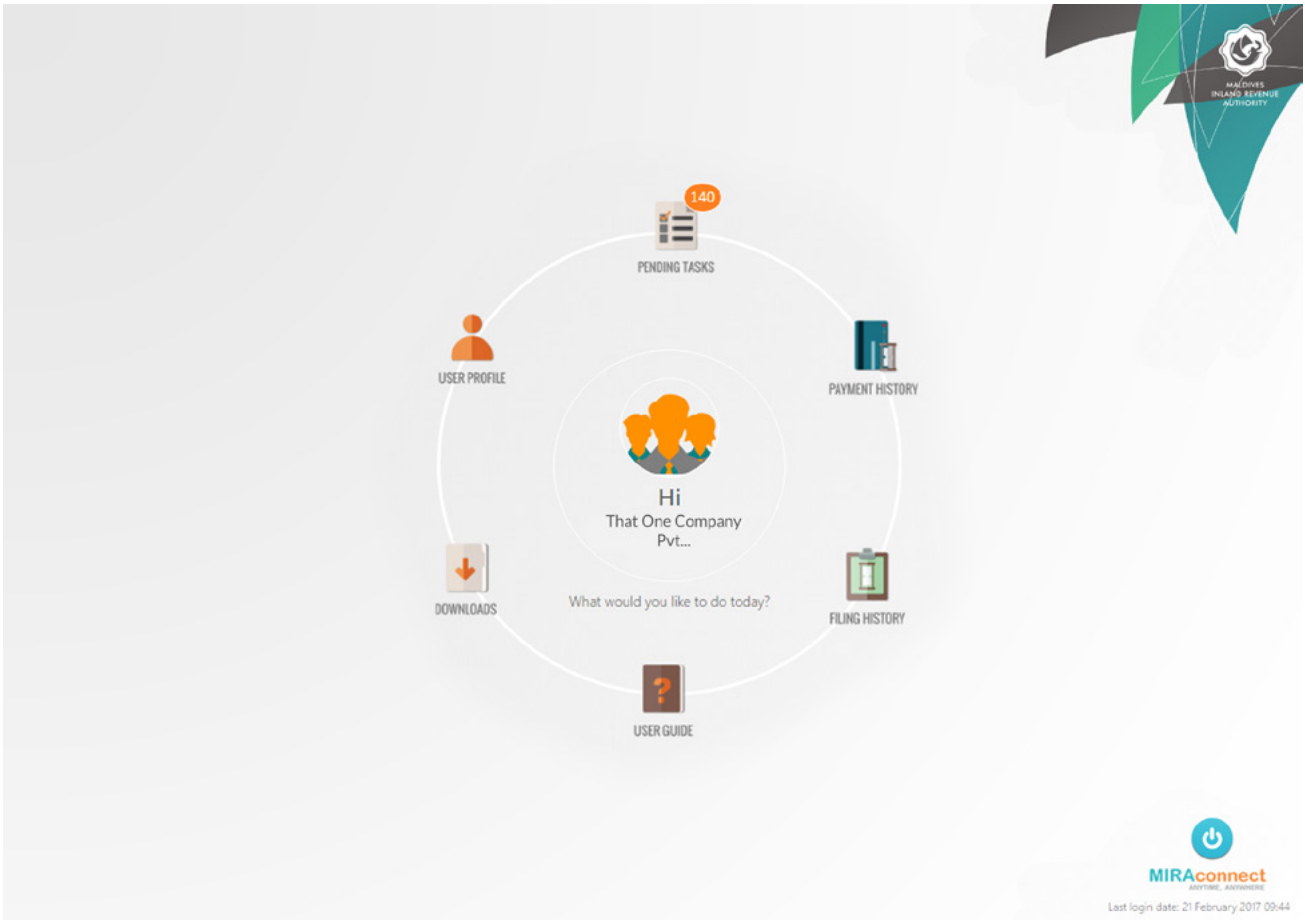 MALDIVES
INLAND REVENUE
AUTHORITY
140
PENDING TASKS
USER PROFILE
PAYMENT HISTORY
Hi
That One Company
Pvt...
DOWNLOADS
What would you like to do today?
FILING HISTORY
?
USER GUIDE
MIRAconnect
ANYTIME, ANYWHERE
Last login date: 21 February 2017 09:44